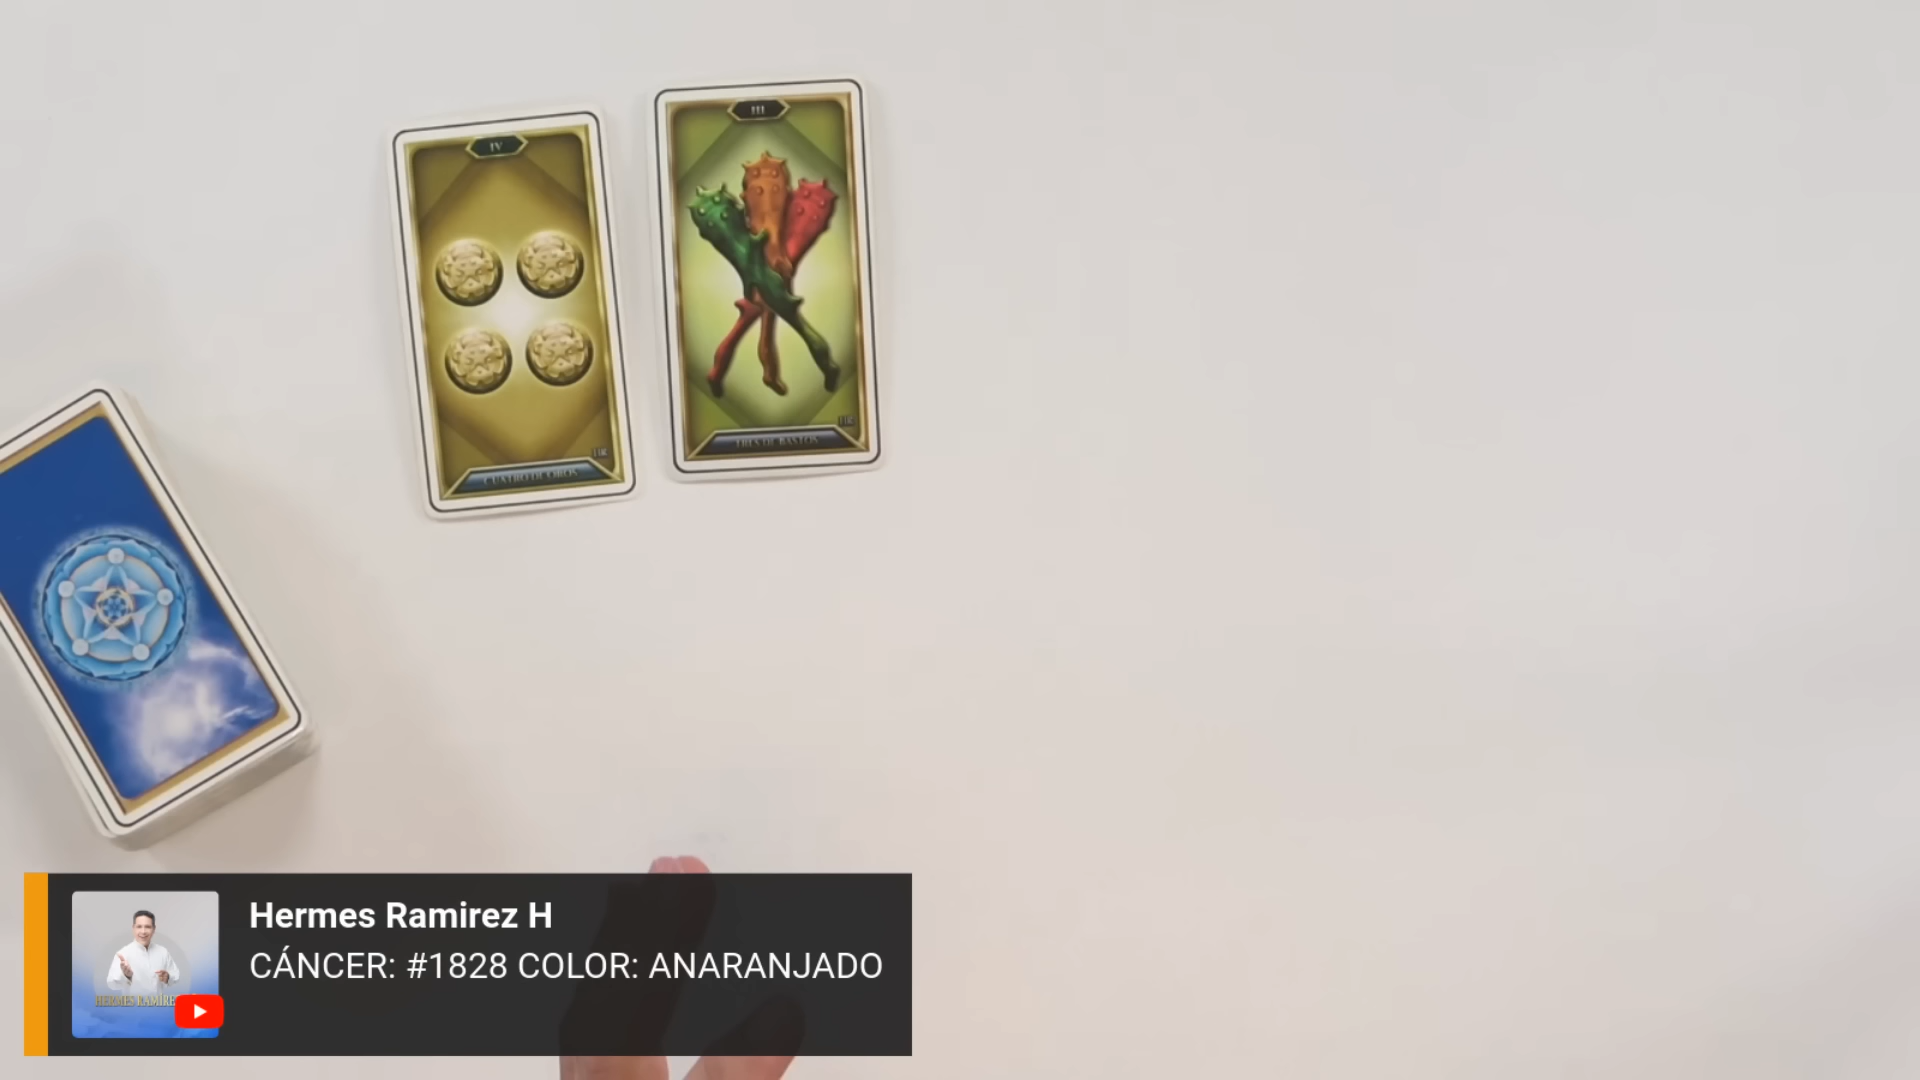 III
IV
TRES DE BASTOS
CUATRO DE OROS
Hermes Ramirez H
CÁNCER: #1828 COLOR: ANARANJADO